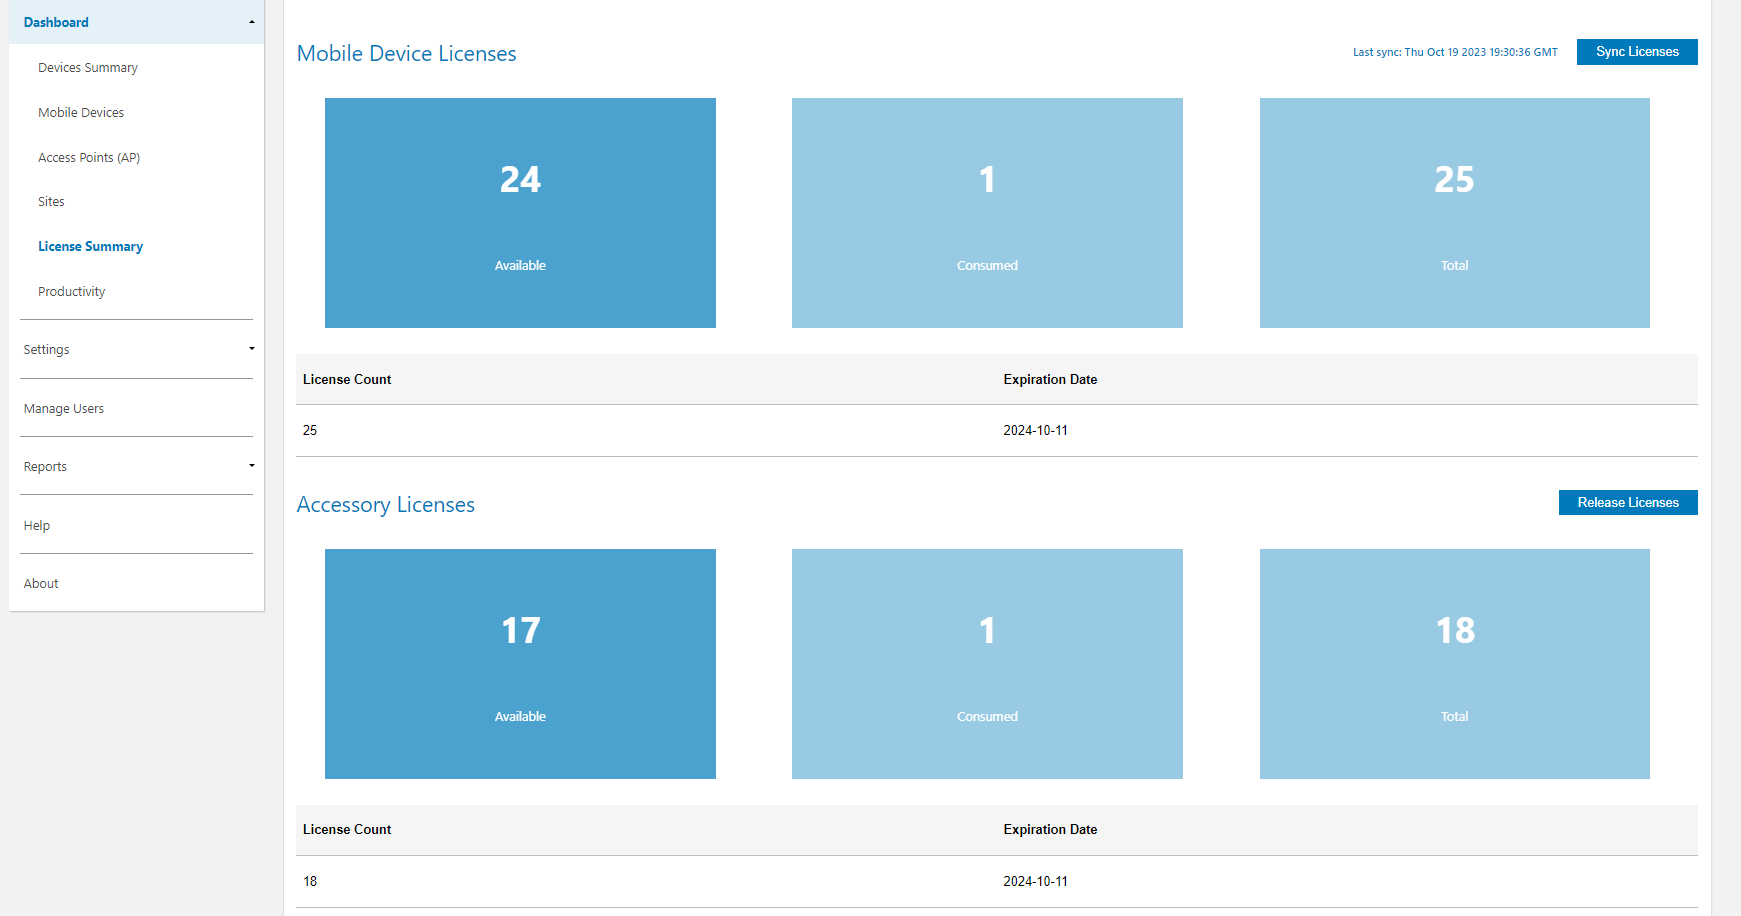 Dashboard
Devices Summary
Mobile Devices
Access Points (AP)
Sites
License Summary
Productivity
Settings
Manage Users
Reports
Help
About
Mobile Device Licenses
Last sync: Thu Oct 19 2023 19:30:36 GMT
Sync Licenses
24
Available
1
Consumed
25
Total
License Count Expiration Date
25 2024-10-11
Accessory Licenses
Release Licenses
17
Available
1
Consumed
18
Total
License Count Expiration Date
18 2024-10-11